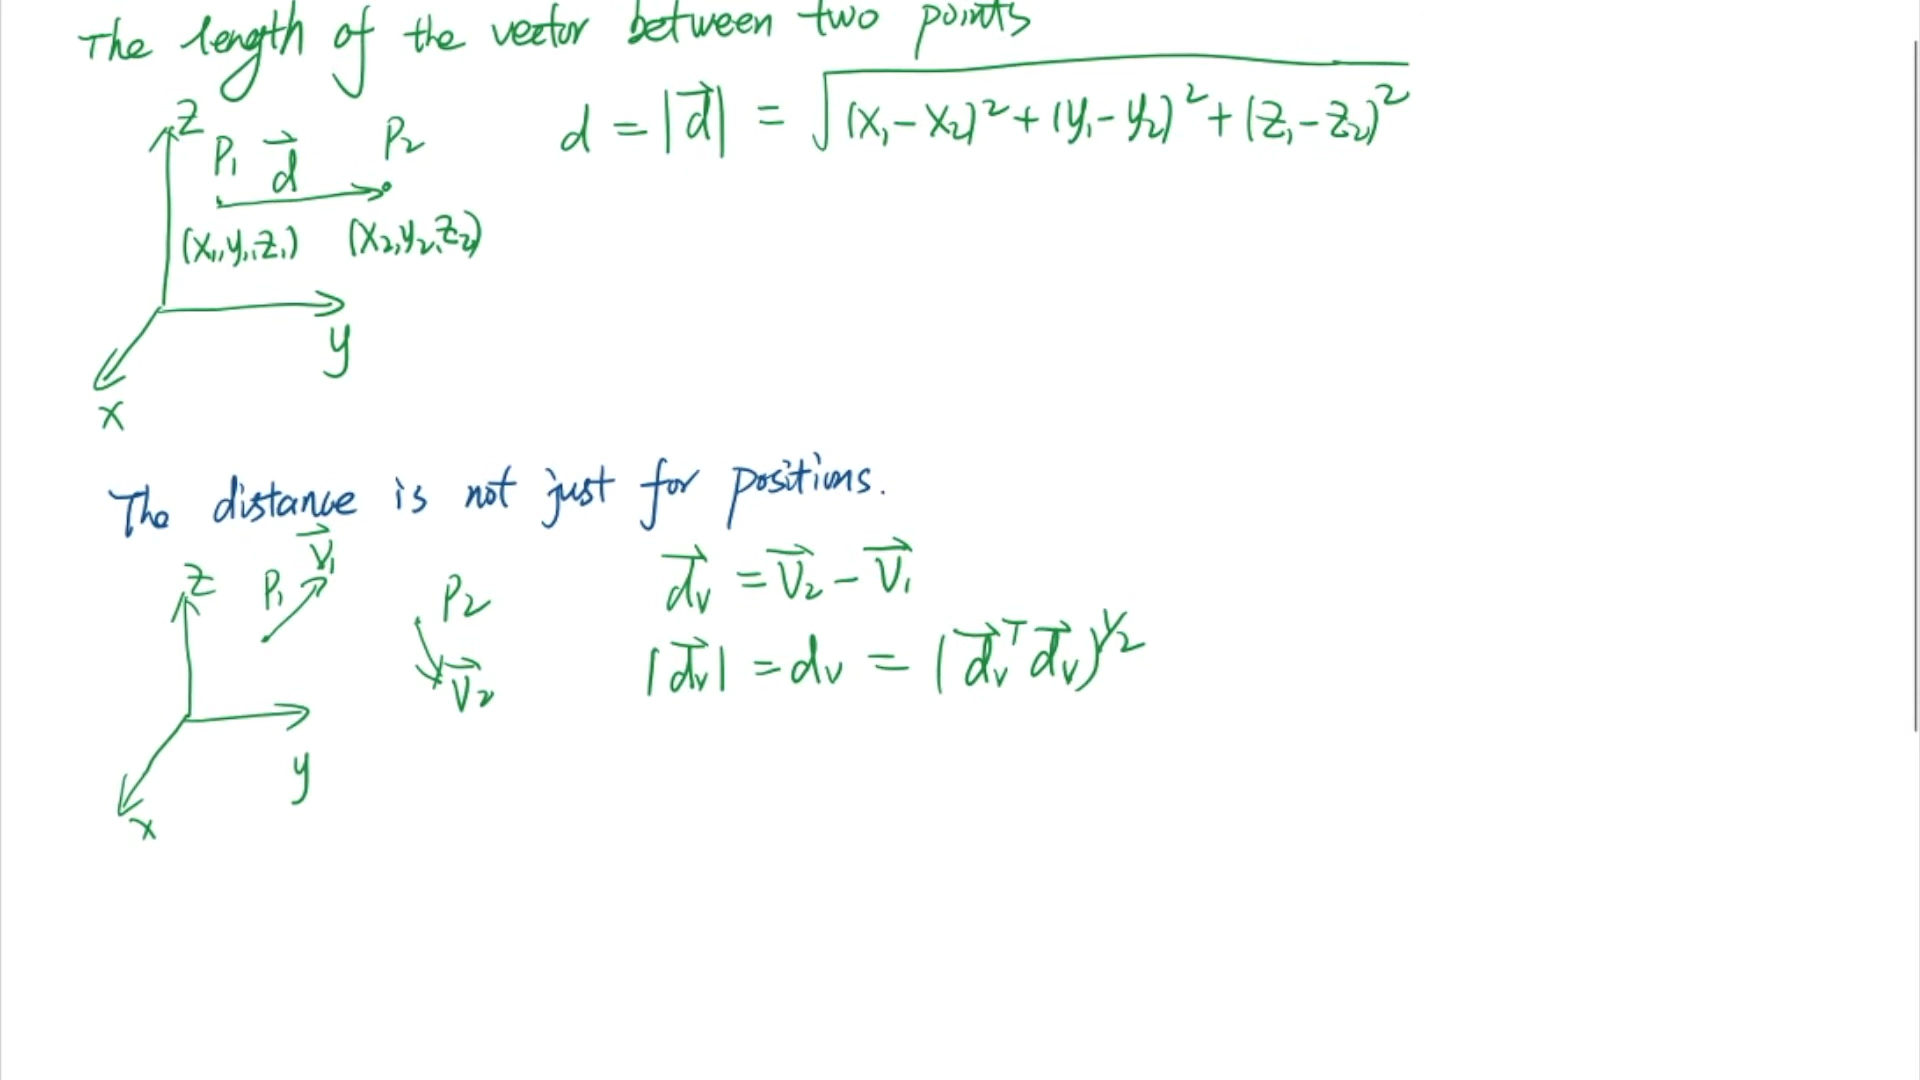 The length of the vector between two points
d = |d⃗| = √((x₁-x₂)²+(y₁-y₂)²+(z₁-z₂)²)
z
P₁ d⃗ P₂
(x₁,y₁,z₁) (x₂,y₂,z₂)
y
x
The distance is not just for positions.
z P₁ v⃗₁
P₂
v⃗₂
y
x
d⃗ᵥ = v⃗₂ - v⃗₁
|d⃗ᵥ| = dᵥ = (d⃗ᵥᵀ d⃗ᵥ)^1/2